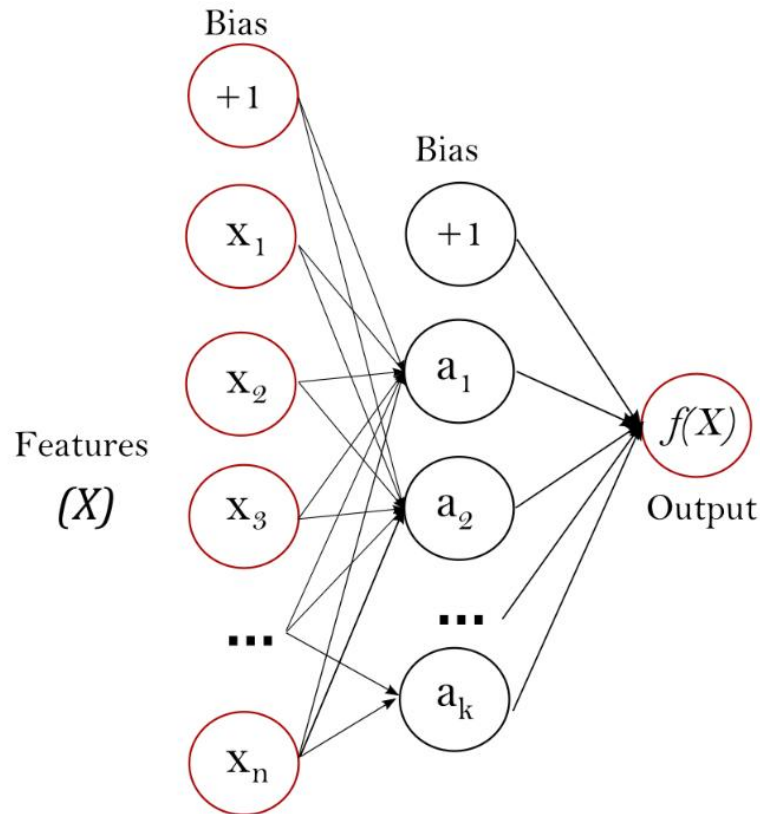 Bias
+1
x₁
x₂
Features
(X)
x₃
...
xₙ
Bias
+1
a₁
a₂
...
aₖ
f(X)
Output